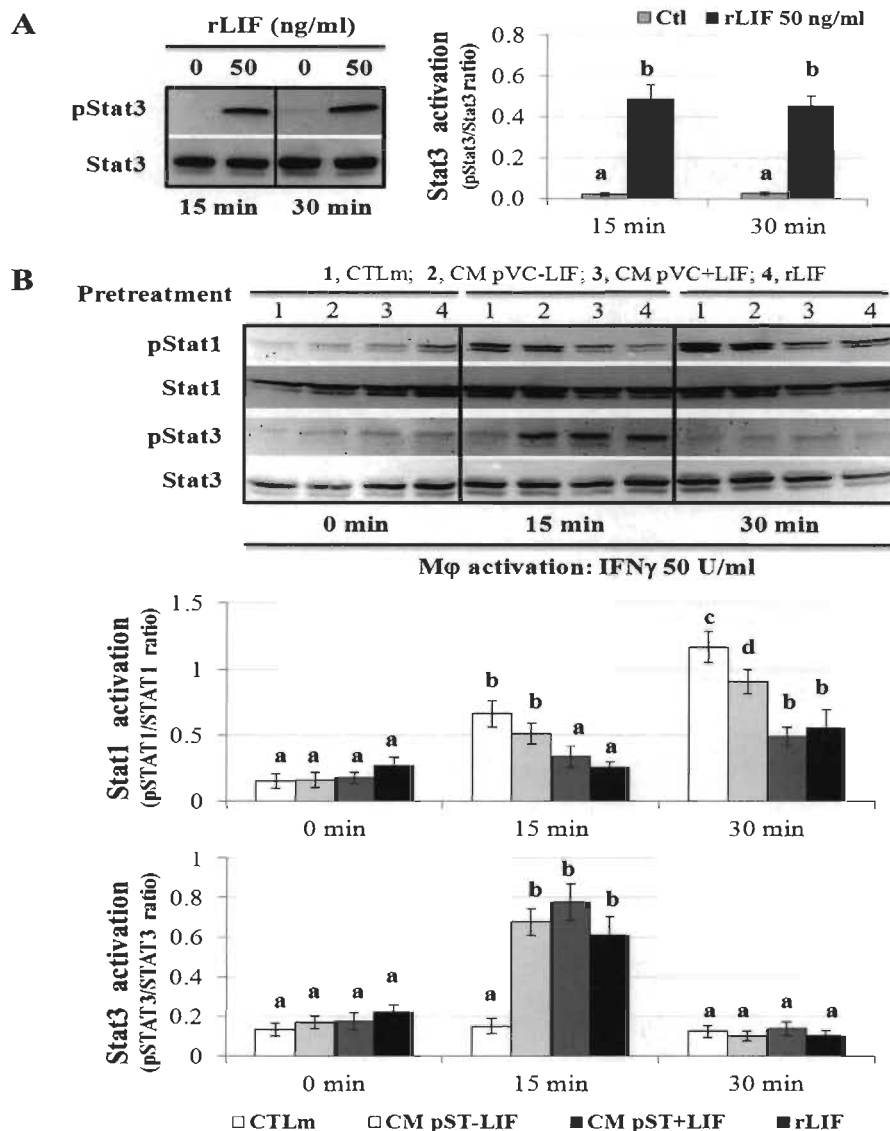 A
rLIF (ng/ml)
0 50 0 50
pStat3
Stat3
15 min 30 min
Ctl rLIF 50 ng/ml
Stat3 activation
(pStat3/Stat3 ratio)
0.8
0.6
0.4
0.2
0.0
a b a b
15 min 30 min
B
1, CTLm; 2, CM pVC-LIF; 3, CM pVC+LIF; 4, rLIF
Pretreatment
1 2 3 4 1 2 3 4 1 2 3 4
pStat1
Stat1
pStat3
Stat3
0 min 15 min 30 min
Mφ activation: IFNγ 50 U/ml
Stat1 activation
(pSTAT1/STAT1 ratio)
1.5
1
0.5
0
a a a a b b a a c d b b
0 min 15 min 30 min
Stat3 activation
(pSTAT3/STAT3 ratio)
1
0.8
0.6
0.4
0.2
0
a a a a a b b b a a a a
0 min 15 min 30 min
CTLm CM pST-LIF CM pST+LIF rLIF